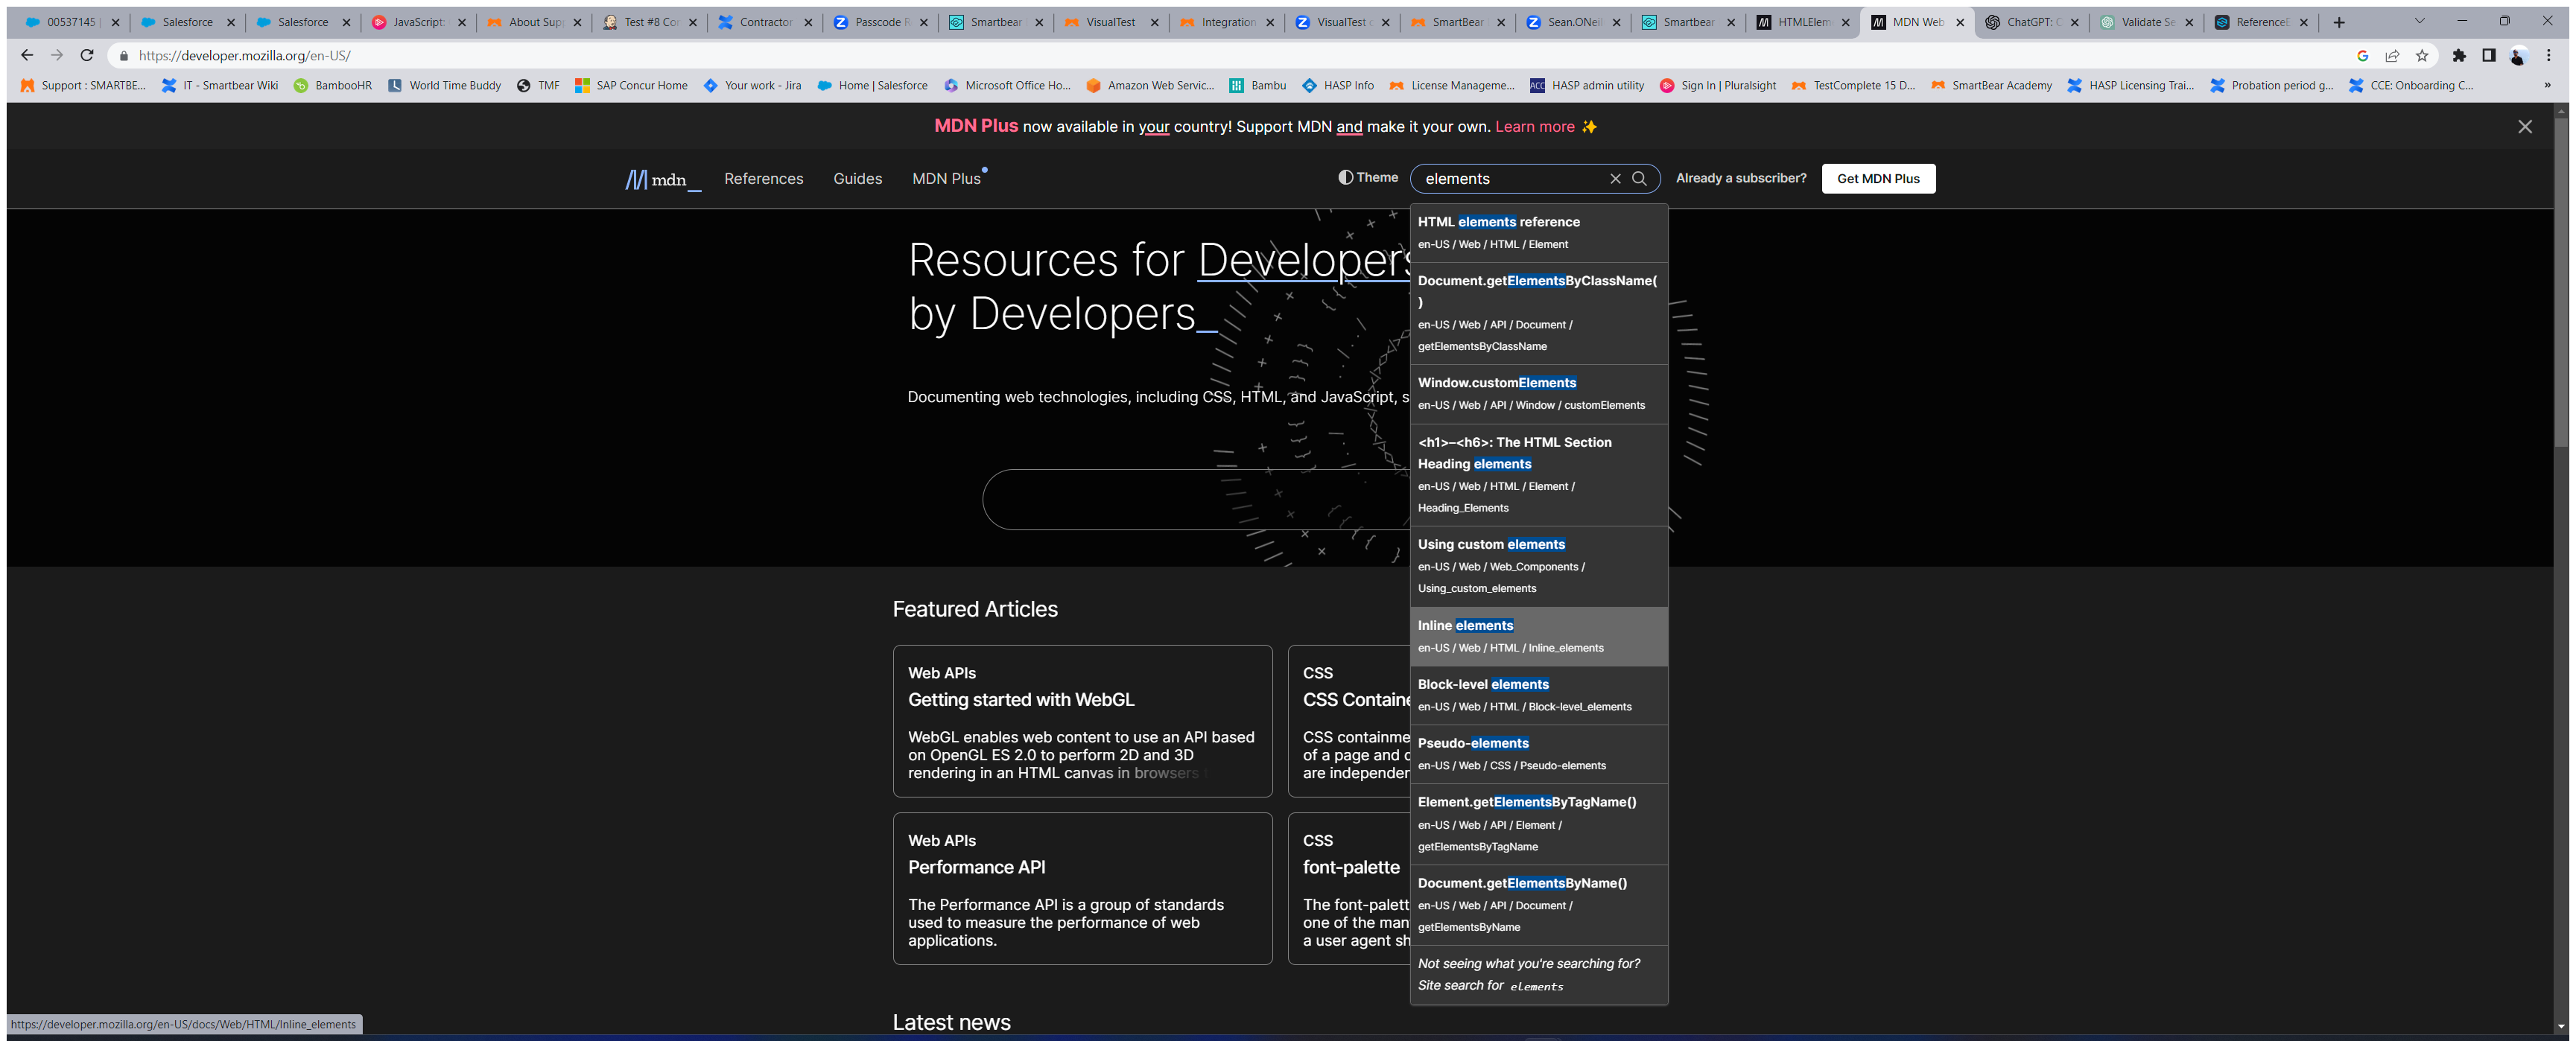 00537145 |
Salesforce
Salesforce
JavaScript:
About Supp
Test #8 Con
Contractor
Passcode R
Smartbear
VisualTest
Integration
VisualTest
SmartBear
Sean.ONeil
Smartbear
HTMLElem
MDN Web
ChatGPT: C
Validate Se
ReferenceE
https://developer.mozilla.org/en-US/
Support : SMARTBE...
IT - Smartbear Wiki
BambooHR
World Time Buddy
TMF
SAP Concur Home
Your work - Jira
Home | Salesforce
Microsoft Office Ho...
Amazon Web Servic...
Bambu
HASP Info
License Manageme...
ACC
HASP admin utility
Sign In | Pluralsight
TestComplete 15 D...
SmartBear Academy
HASP Licensing Trai...
Probation period g...
CCE: Onboarding C...
»
MDN Plus now available in your country! Support MDN and make it your own. Learn more ✨
mdn_
References
Guides
MDN Plus
Theme
elements
Already a subscriber?
Get MDN Plus
Resources for Developers
by Developers_
Documenting web technologies, including CSS, HTML, and JavaScript, s
HTML elements reference
en-US / Web / HTML / Element
Document.getElementsByClassName(
)
en-US / Web / API / Document /
getElementsByClassName
Window.customElements
en-US / Web / API / Window / customElements
<h1>–<h6>: The HTML Section
Heading elements
en-US / Web / HTML / Element /
Heading_Elements
Using custom elements
en-US / Web / Web_Components /
Using_custom_elements
Inline elements
en-US / Web / HTML / Inline_elements
Block-level elements
en-US / Web / HTML / Block-level_elements
Pseudo-elements
en-US / Web / CSS / Pseudo-elements
Element.getElementsByTagName()
en-US / Web / API / Element /
getElementsByTagName
Document.getElementsByName()
en-US / Web / API / Document /
getElementsByName
Not seeing what you're searching for?
Site search for elements
Featured Articles
Web APIs
Getting started with WebGL
WebGL enables web content to use an API based
on OpenGL ES 2.0 to perform 2D and 3D
rendering in an HTML canvas in browsers
CSS
CSS Containe
CSS containme
of a page and
are independer
Web APIs
Performance API
The Performance API is a group of standards
used to measure the performance of web
applications.
CSS
font-palette
The font-palett
one of the man
a user agent sh
Latest news
https://developer.mozilla.org/en-US/docs/Web/HTML/Inline_elements